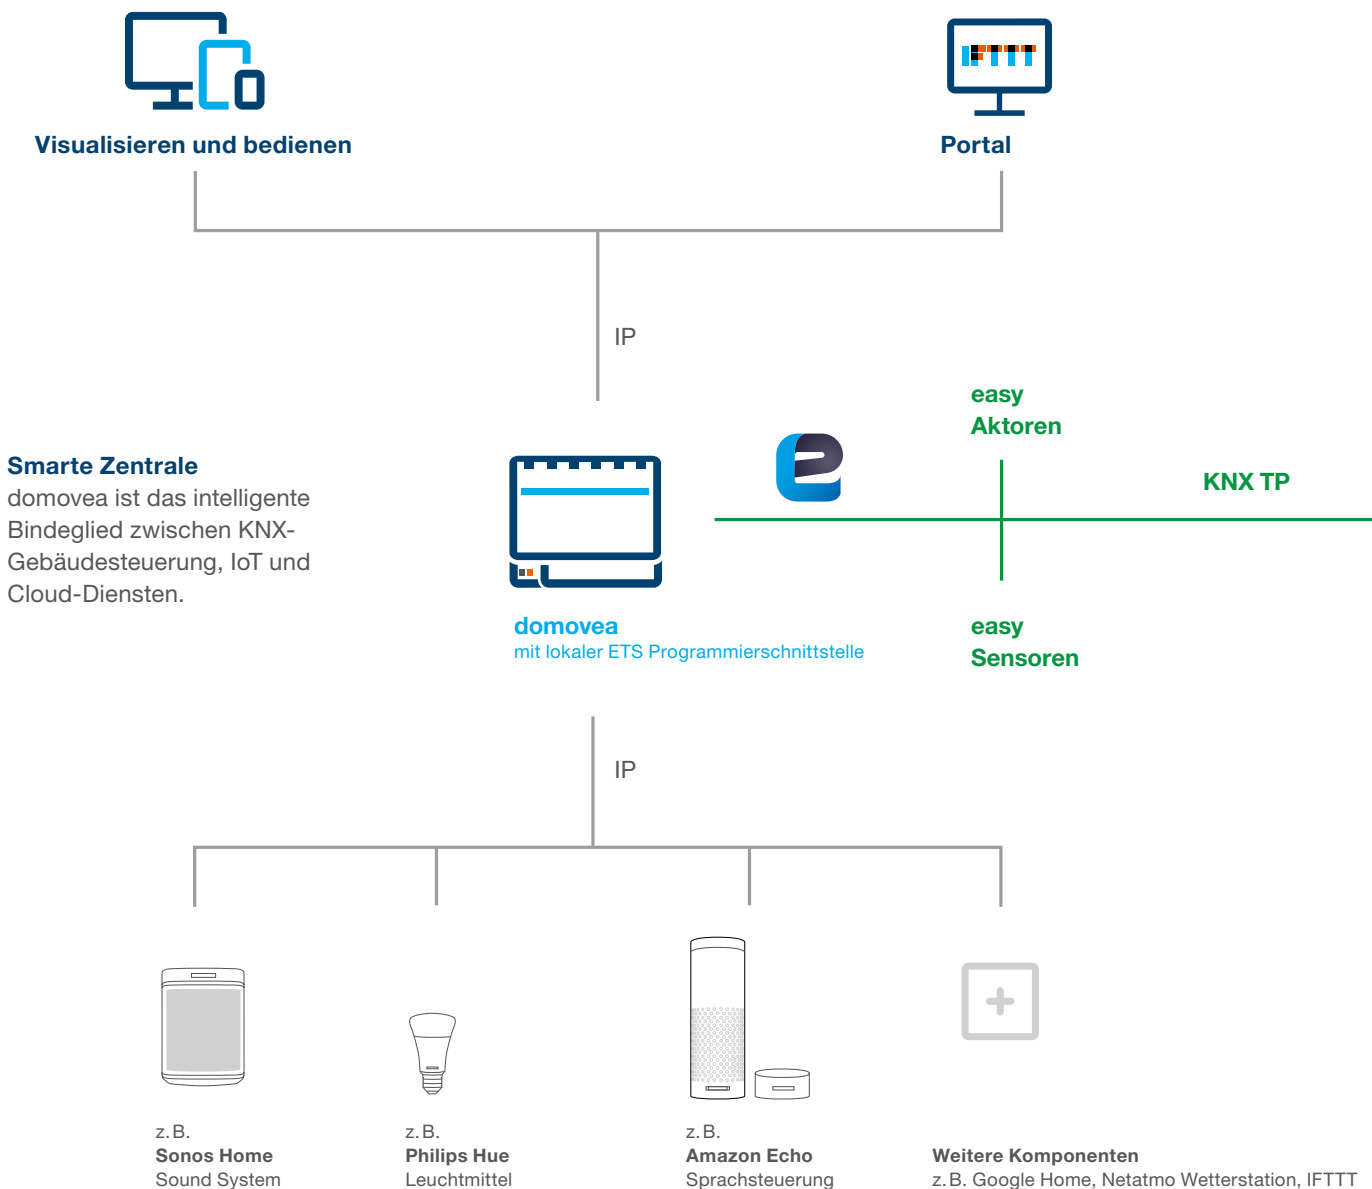 IFTTT
Visualisieren und bedienen
Portal
IP
easy
Aktoren
KNX TP
Smarte Zentrale
domovea ist das intelligente
Bindeglied zwischen KNX-
Gebäudesteuerung, IoT und
Cloud-Diensten.
domovea
mit lokaler ETS Programmierschnittstelle
easy
Sensoren
IP
z. B.
Sonos Home
Sound System
z. B.
Philips Hue
Leuchtmittel
z. B.
Amazon Echo
Sprachsteuerung
Weitere Komponenten
z. B. Google Home, Netatmo Wetterstation, IFTTT